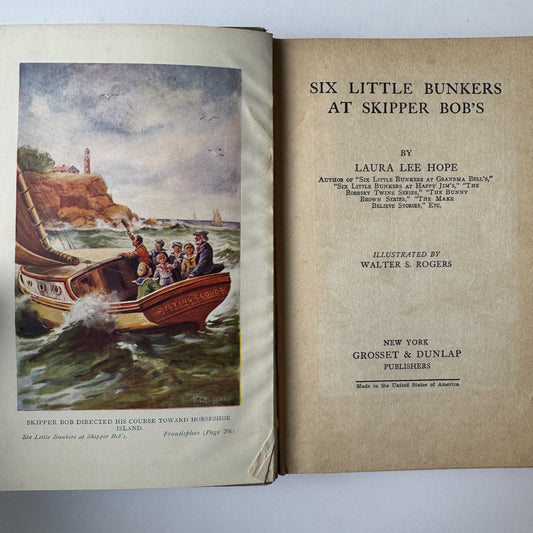 FLYING CLOUD
SKIPPER BOB DIRECTED HIS COURSE TOWARD HORSESHOE
ISLAND.
Six Little Bunkers at Skipper Bob's. Frontispiece (Page 206)
SIX LITTLE BUNKERS
AT SKIPPER BOB'S
BY
LAURA LEE HOPE
AUTHOR OF "SIX LITTLE BUNKERS AT GRANDMA BELL'S,"
"SIX LITTLE BUNKERS AT HAPPY JIM'S," "THE
BOBBSEY TWINS SERIES," "THE BUNNY
BROWN SERIES," "THE MAKE
BELIEVE STORIES," ETC.
ILLUSTRATED BY
WALTER S. ROGERS
NEW YORK
GROSSET & DUNLAP
PUBLISHERS
Made in the United States of America